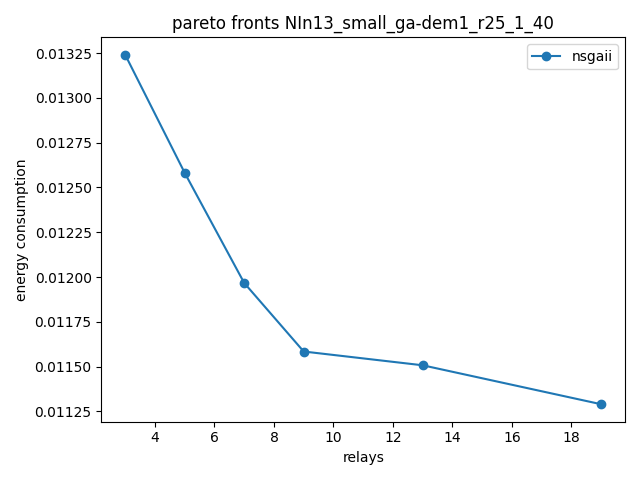 pareto fronts NIn13_small_ga-dem1_r25_1_40
nsgaii
0.01325
0.01300
0.01275
0.01250
0.01225
0.01200
0.01175
0.01150
0.01125
energy consumption
4 6 8 10 12 14 16 18
relays